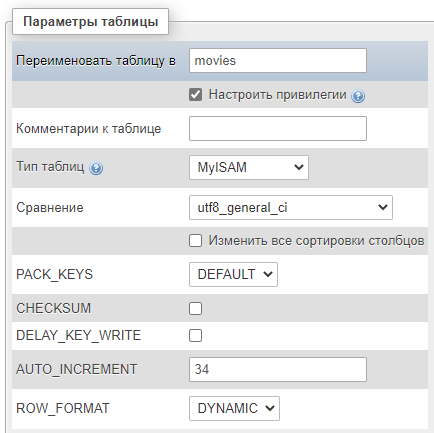 Параметры таблицы
Переименовать таблицу в movies
Настроить привилегии
Комментарии к таблице
Тип таблиц MyISAM
Сравнение utf8_general_ci
Изменить все сортировки столбцов
PACK_KEYS DEFAULT
CHECKSUM
DELAY_KEY_WRITE
AUTO_INCREMENT 34
ROW_FORMAT DYNAMIC